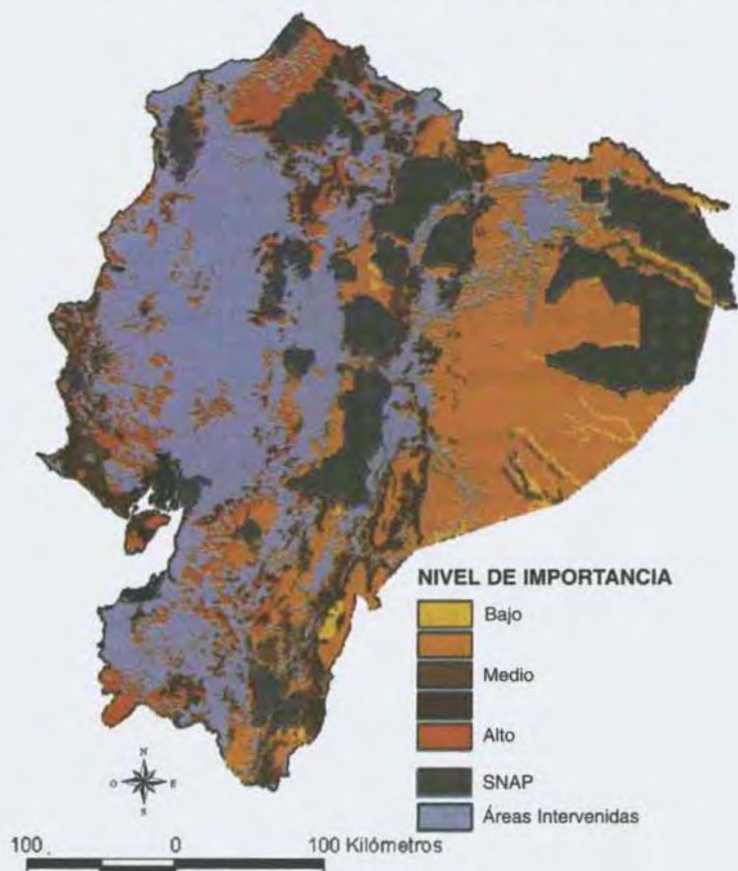 NIVEL DE IMPORTANCIA
Bajo
Medio
Alto
SNAP
Áreas Intervenidas
N
O E
S
100 0 100 Kilómetros